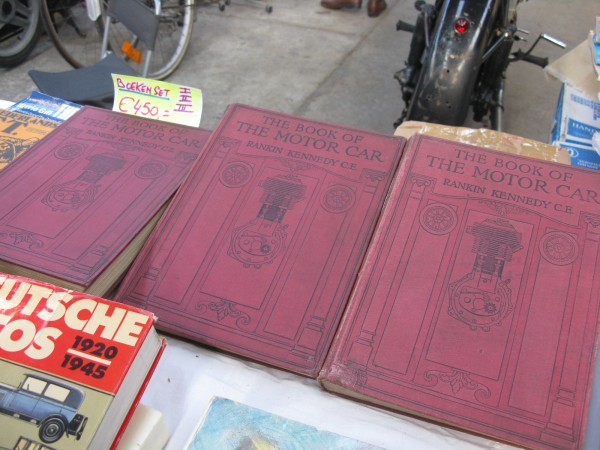 BOEKEN SET
€450=
I
II
III
THE BOOK OF
THE MOTOR CAR
RANKIN KENNEDY C.E.
THE BOOK OF
THE MOTOR CAR
RANKIN KENNEDY C.E.
THE BOOK OF
THE MOTOR CAR
RANKIN KENNEDY C.E.
UTSCHE
TOS
1920
1945